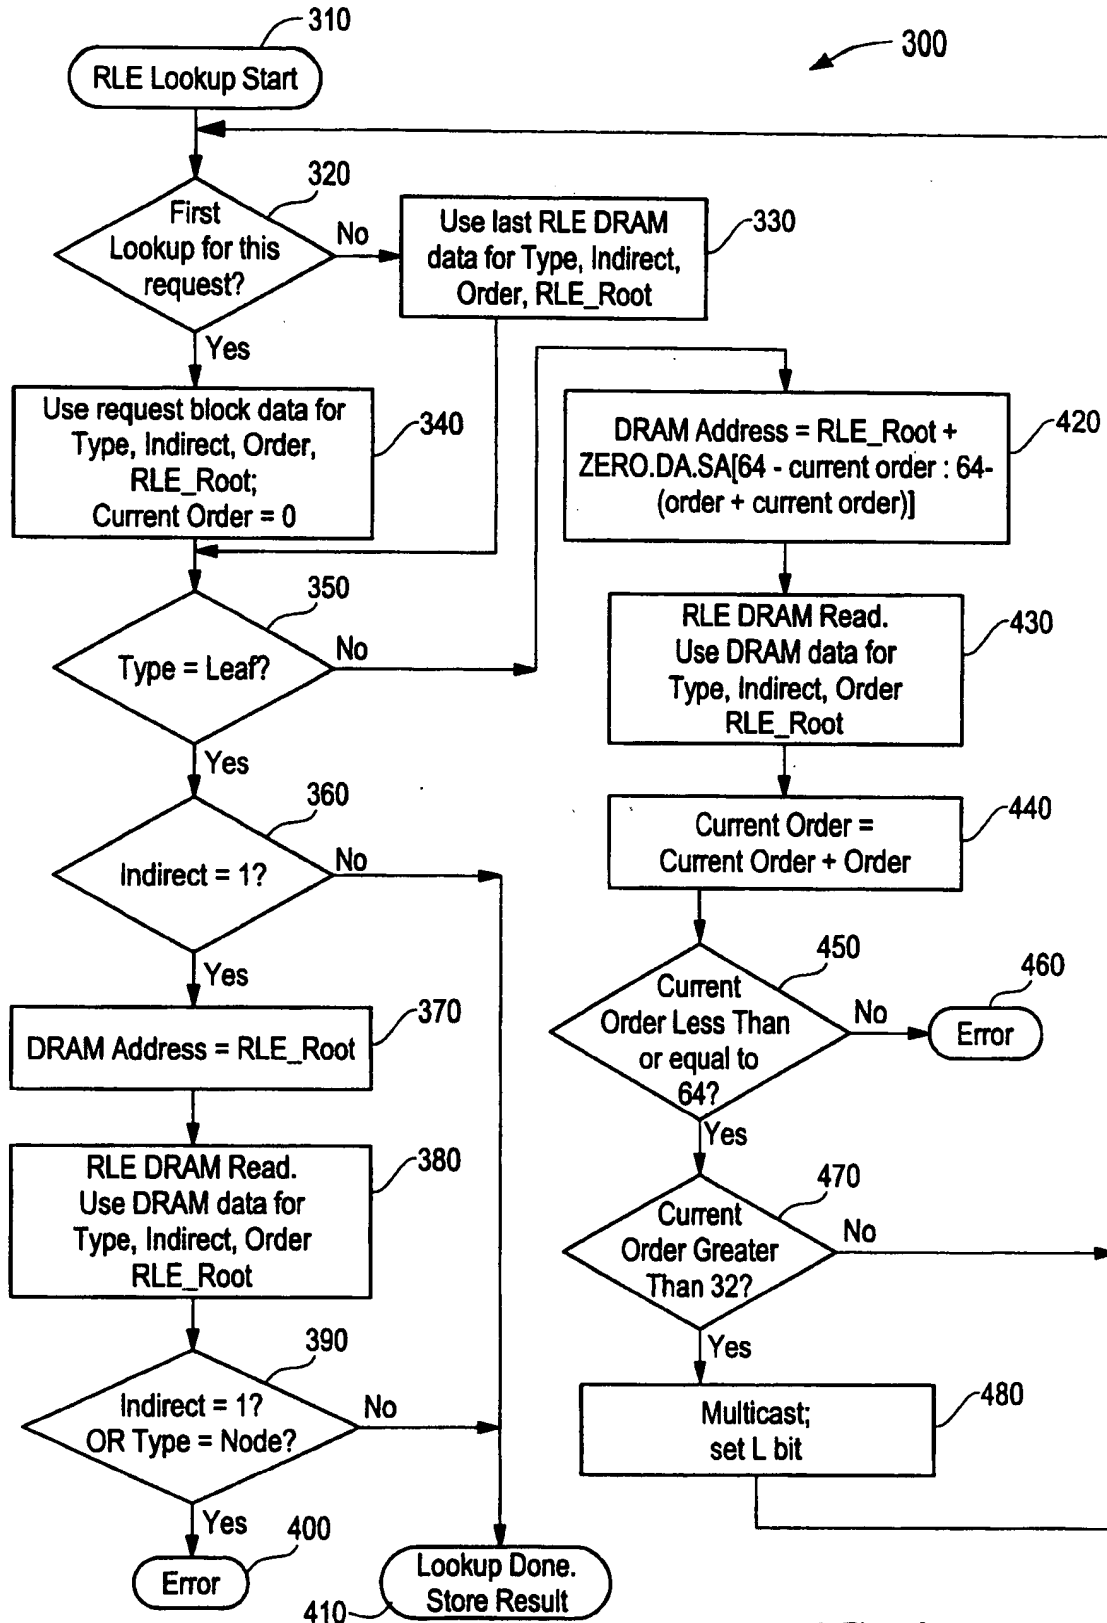 310
300
RLE Lookup Start
320
First
Lookup for this
request?
No
Use last RLE DRAM
data for Type, Indirect,
Order, RLE_Root
330
Yes
Use request block data for
Type, Indirect, Order,
RLE_Root;
Current Order = 0
340
DRAM Address = RLE_Root +
ZERO.DA.SA[64 - current order : 64-
(order + current order)]
420
350
Type = Leaf?
No
Yes
RLE DRAM Read.
Use DRAM data for
Type, Indirect, Order
RLE_Root
430
360
Indirect = 1?
No
Yes
Current Order =
Current Order + Order
440
370
DRAM Address = RLE_Root
450
Current
Order Less Than
or equal to
64?
No
460
Error
Yes
RLE DRAM Read.
Use DRAM data for
Type, Indirect, Order
RLE_Root
380
470
Current
Order Greater
Than 32?
No
Yes
390
Indirect = 1?
OR Type = Node?
No
Yes
Multicast;
set L bit
480
400
Error
Lookup Done.
Store Result
410